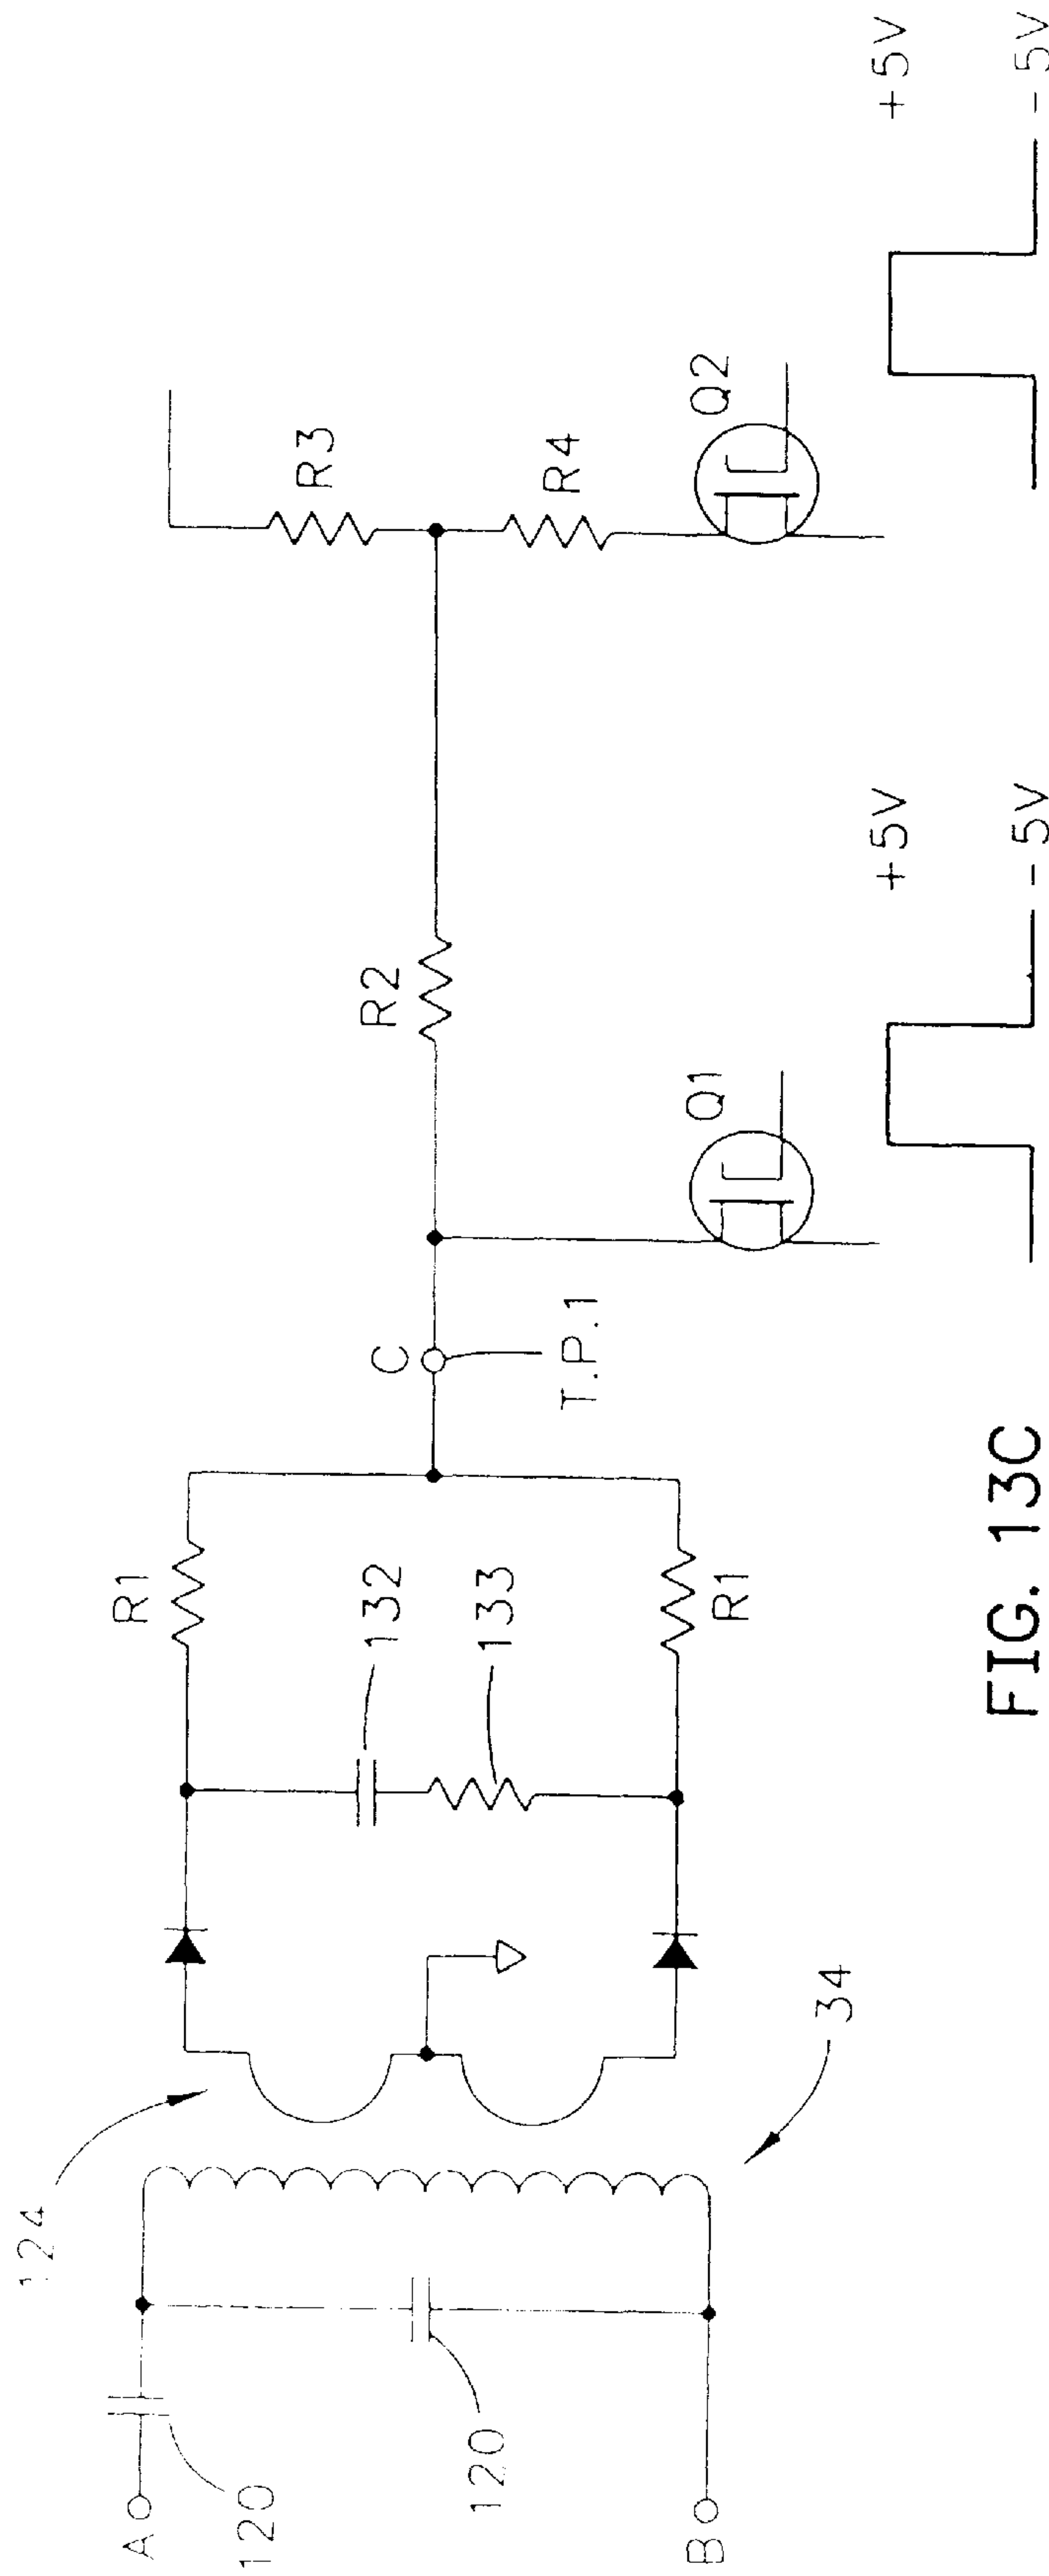 124
A
120
120
B
34
R1
132
133
R1
C
T.P.1
R2
Q1
R3
R4
Q2
+5V
-5V
+5V
-5V
FIG. 13C